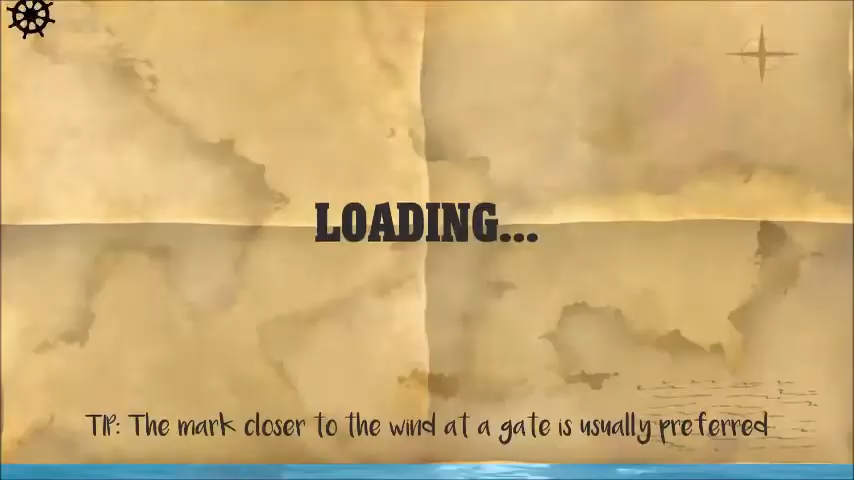 LOADING...
TIP: The mark closer to the wind at a gate is usually preferred